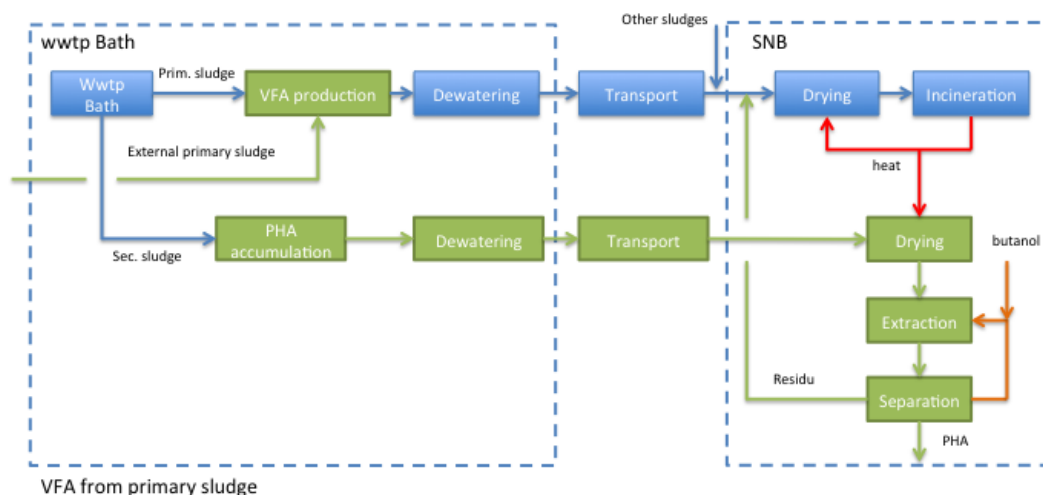 Other sludges
wwtp Bath
SNB
Prim. sludge
Wwtp
Bath
VFA production
Dewatering
Transport
Drying
Incineration
External primary sludge
heat
PHA
accumulation
Dewatering
Transport
Drying
butanol
Sec. sludge
Extraction
Residu
Separation
PHA
VFA from primary sludge